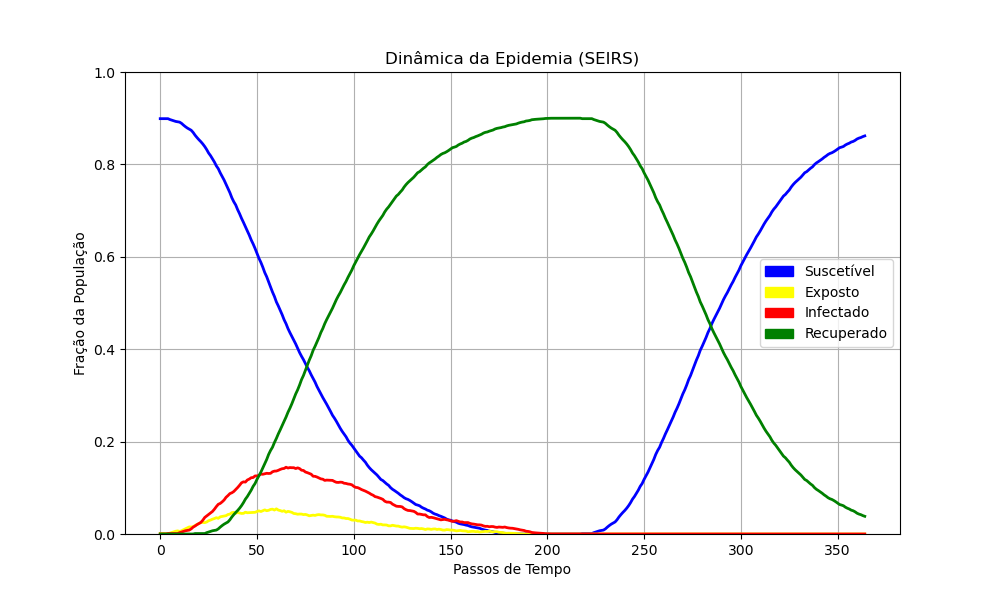 Dinâmica da Epidemia (SEIRS)
1.0
0.8
0.6
0.4
0.2
0.0
Fração da População
Suscetível
Exposto
Infectado
Recuperado
0 50 100 150 200 250 300 350
Passos de Tempo